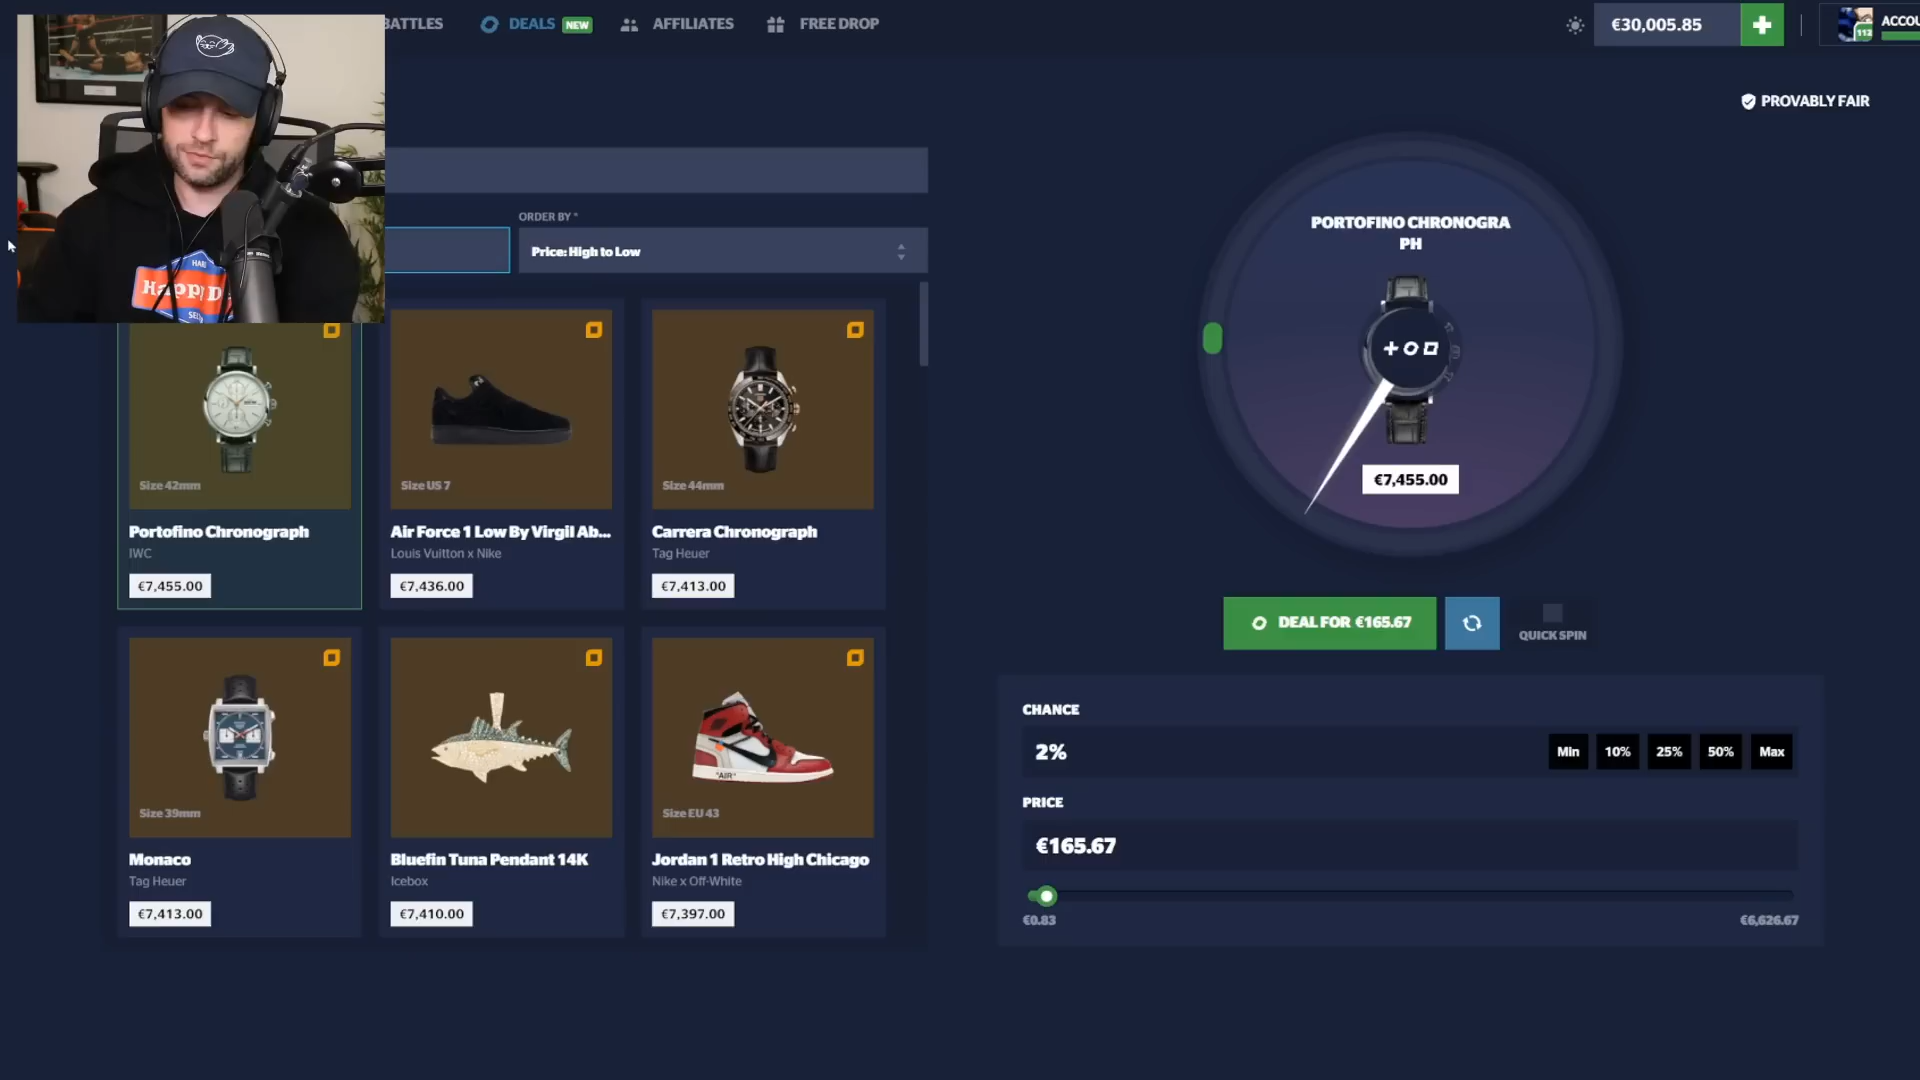 BATTLES
DEALS NEW
AFFILIATES
FREE DROP
€30,005.85
112
ACCOU
PROVABLY FAIR
ORDER BY *
Price: High to Low
Size 42mm
Portofino Chronograph
IWC
€7,455.00
Size US 7
Air Force 1 Low By Virgil Ab...
Louis Vuitton x Nike
€7,436.00
Size 44mm
Carrera Chronograph
Tag Heuer
€7,413.00
Size 39mm
Monaco
Tag Heuer
€7,413.00
Bluefin Tuna Pendant 14K
Icebox
€7,410.00
"AIR"
Size EU 43
Jordan 1 Retro High Chicago
Nike x Off-White
€7,397.00
PORTOFINO CHRONOGRA
PH
€7,455.00
DEAL FOR €165.67
QUICK SPIN
CHANCE
2%
Min
10%
25%
50%
Max
PRICE
€165.67
€0.83
€6,626.67